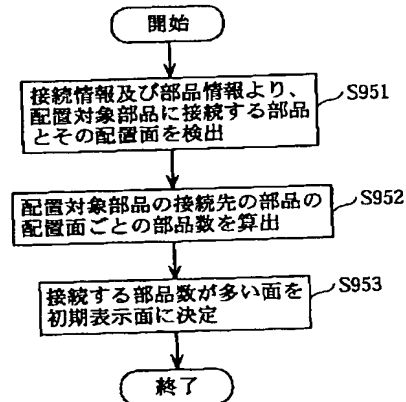 開始
接続情報及び部品情報より、
配置対象部品に接続する部品
とその配置面を検出
S951
配置対象部品の接続先の部品の
配置面ごとの部品数を算出
S952
接続する部品数が多い面を
初期表示面に決定
S953
終了